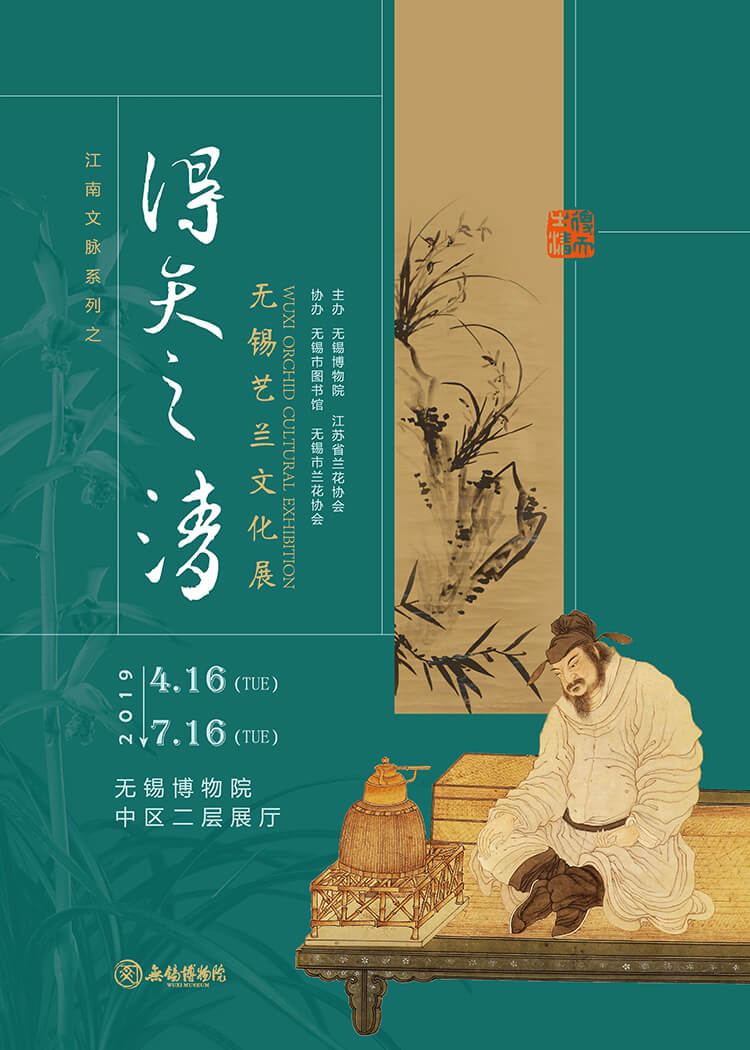 江南文脉系列之
得天之清
无锡艺兰文化展
WUXI ORCHID CULTURAL EXHIBITION
主办 无锡博物院 江苏省兰花协会
协办 无锡市图书馆 无锡市兰花协会
得天之清
2019
4.16 (TUE)
7.16 (TUE)
无锡博物院
中区二层展厅
無錫博物院
WUXI MUSEUM